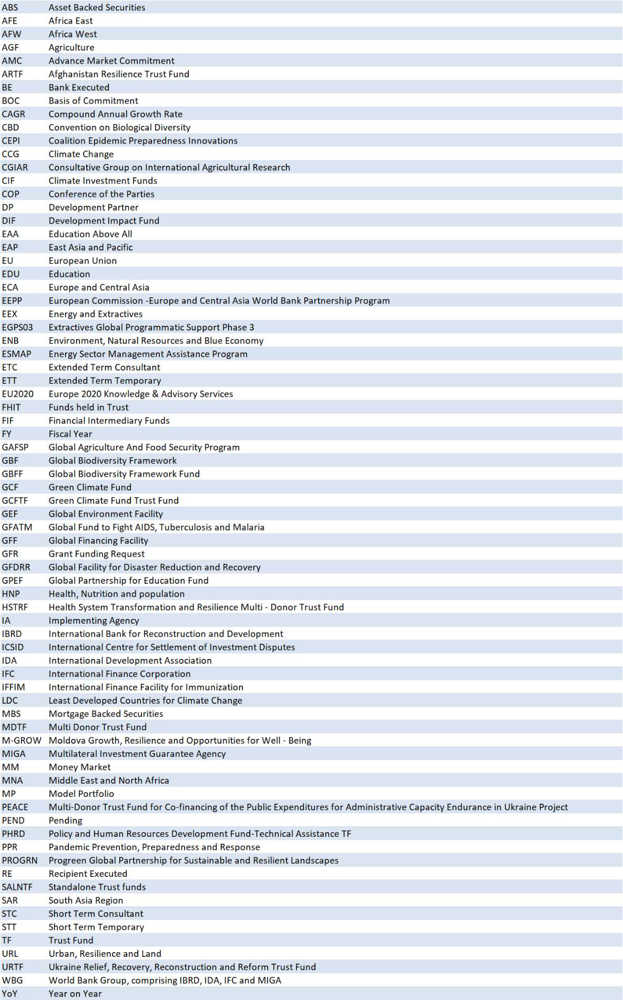 ABS Asset Backed Securities
AFE Africa East
AFW Africa West
AGF Agriculture
AMC Advance Market Commitment
ARTF Afghanistan Resilience Trust Fund
BE Bank Executed
BOC Basis of Commitment
CAGR Compound Annual Growth Rate
CBD Convention on Biological Diversity
CEPI Coalition Epidemic Preparedness Innovations
CCG Climate Change
CGIAR Consultative Group on International Agricultural Research
CIF Climate Investment Funds
COP Conference of the Parties
DP Development Partner
DIF Development Impact Fund
EAA Education Above All
EAP East Asia and Pacific
EU European Union
EDU Education
ECA Europe and Central Asia
EEPP European Commission -Europe and Central Asia World Bank Partnership Program
EEX Energy and Extractives
EGPS03 Extractives Global Programmatic Support Phase 3
ENB Environment, Natural Resources and Blue Economy
ESMAP Energy Sector Management Assistance Program
ETC Extended Term Consultant
ETT Extended Term Temporary
EU2020 Europe 2020 Knowledge & Advisory Services
FHIT Funds held in Trust
FIF Financial Intermediary Funds
FY Fiscal Year
GAFSP Global Agriculture And Food Security Program
GBF Global Biodiversity Framework
GBFF Global Biodiversity Framework Fund
GCF Green Climate Fund
GCFTF Green Climate Fund Trust Fund
GEF Global Environment Facility
GFATM Global Fund to Fight AIDS, Tuberculosis and Malaria
GFF Global Financing Facility
GFR Grant Funding Request
GFDRR Global Facility for Disaster Reduction and Recovery
GPEF Global Partnership for Education Fund
HNP Health, Nutrition and population
HSTRF Health System Transformation and Resilience Multi - Donor Trust Fund
IA Implementing Agency
IBRD International Bank for Reconstruction and Development
ICSID International Centre for Settlement of Investment Disputes
IDA International Development Association
IFC International Finance Corporation
IFFIM International Finance Facility for Immunization
LDC Least Developed Countries for Climate Change
MBS Mortgage Backed Securities
MDTF Multi Donor Trust Fund
M-GROW Moldova Growth, Resilience and Opportunities for Well - Being
MIGA Multilateral Investment Guarantee Agency
MM Money Market
MNA Middle East and North Africa
MP Model Portfolio
PEACE Multi-Donor Trust Fund for Co-financing of the Public Expenditures for Administrative Capacity Endurance in Ukraine Project
PEND Pending
PHRD Policy and Human Resources Development Fund-Technical Assistance TF
PPR Pandemic Prevention, Preparedness and Response
PROGRN Progreen Global Partnership for Sustainable and Resilient Landscapes
RE Recipient Executed
SALNTF Standalone Trust funds
SAR South Asia Region
STC Short Term Consultant
STT Short Term Temporary
TF Trust Fund
URL Urban, Resilience and Land
URTF Ukraine Relief, Recovery, Reconstruction and Reform Trust Fund
WBG World Bank Group, comprising IBRD, IDA, IFC and MIGA
YoY Year on Year